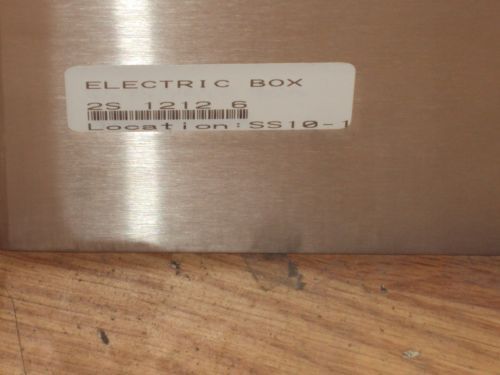 ELECTRIC BOX
2S 1212 6
Location:SS10-1